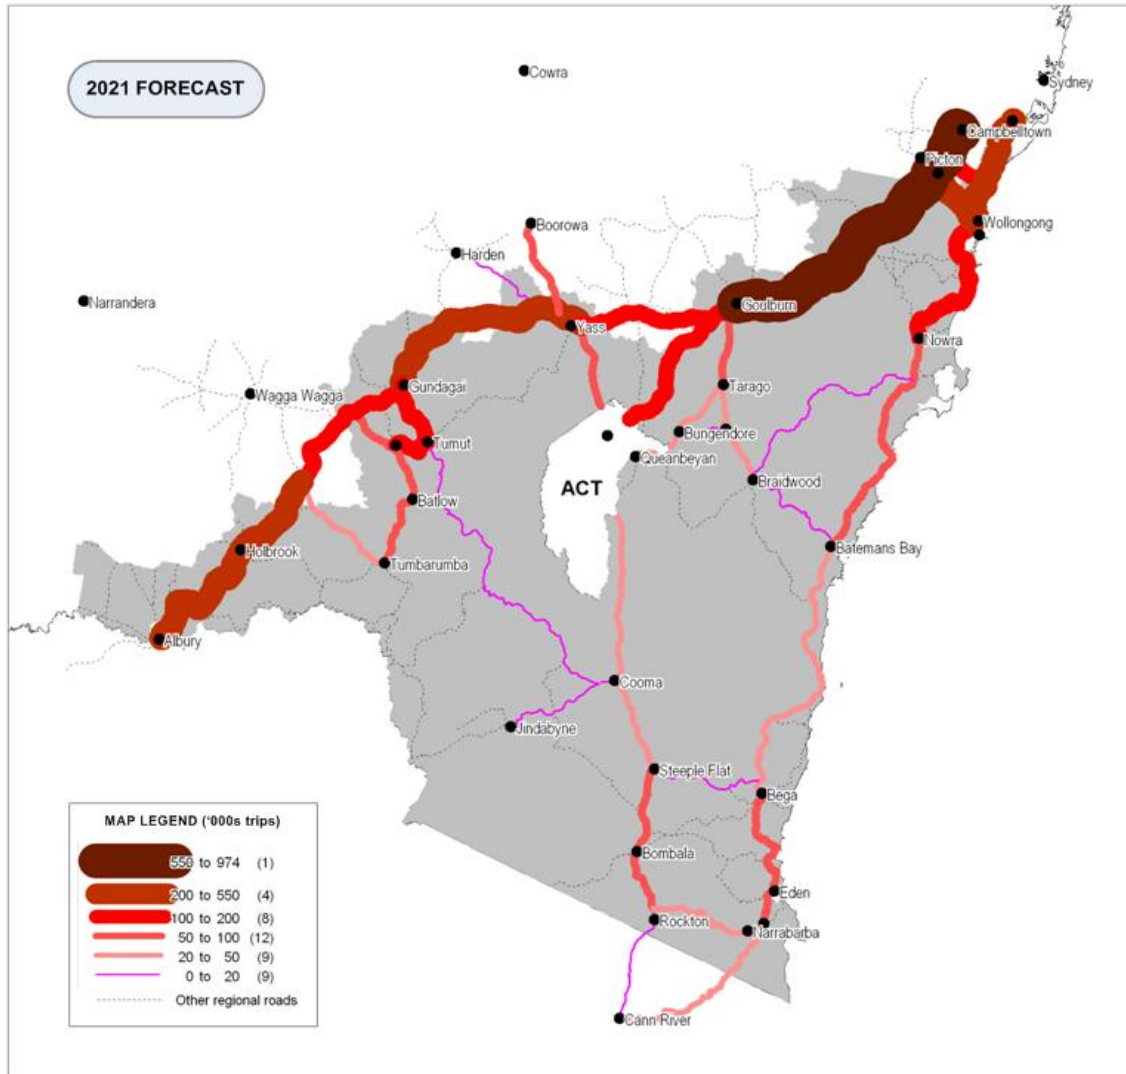 2021 FORECAST
Cowra
Sydney
Campbelltown
Picton
Wollongong
Boorowa
Harden
Narrandera
Goulburn
Yass
Nowra
Gundagai
Wagga Wagga
Tarago
Tumut
Bungendore
Queanbeyan
ACT
Braidwood
Batlow
Batemans Bay
Holbrook
Tumbarumba
Albury
Cooma
Jindabyne
Steeple Flat
Bega
Bombala
Eden
Rockton
Narrabarba
Cann River
MAP LEGEND ('000s trips)
550 to 974 (1)
200 to 550 (4)
100 to 200 (8)
50 to 100 (12)
20 to 50 (9)
0 to 20 (9)
Other regional roads